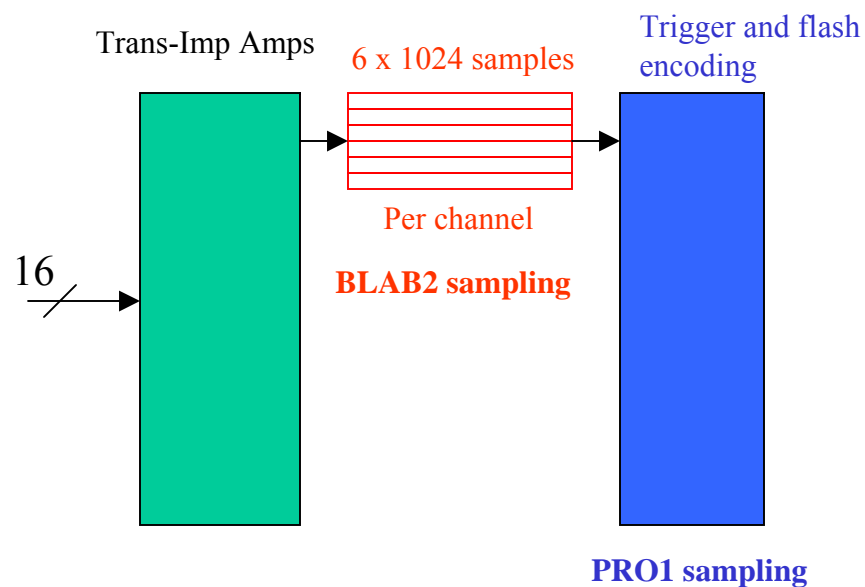 Trans-Imp Amps
6 x 1024 samples
Trigger and flash
encoding
Per channel
16
BLAB2 sampling
PRO1 sampling